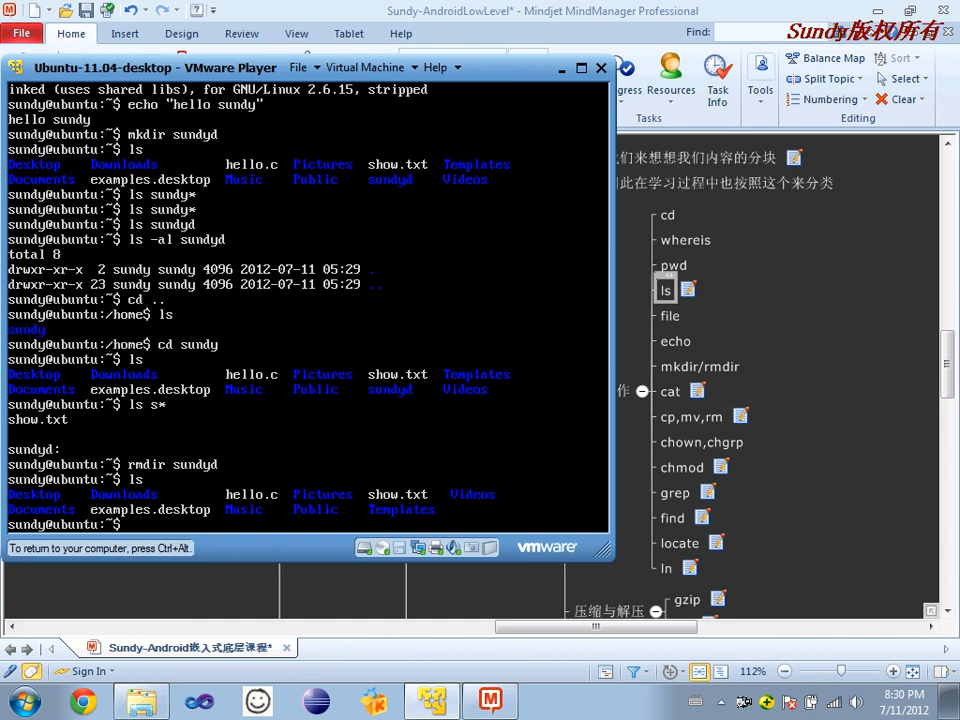 Sundy-AndroidLowLevel* - Mindjet MindManager Professional
File Home Insert Design Review View Tablet Help Find:
Sundy版权所有
Ubuntu-11.04-desktop - VMware Player File Virtual Machine Help
Resources Task Info Tools
Tasks
Balance Map Sort
Split Topic Select
Numbering Clear
Editing
inked (uses shared libs), for GNU/Linux 2.6.15, stripped
sundy@ubuntu:~$ echo "hello sundy"
hello sundy
sundy@ubuntu:~$ mkdir sundyd
sundy@ubuntu:~$ ls
Desktop Downloads hello.c Pictures show.txt Templates
Documents examples.desktop Music Public sundyd Videos
sundy@ubuntu:~$ ls sundy*
sundy@ubuntu:~$ ls sundy*
sundy@ubuntu:~$ ls sundyd
sundy@ubuntu:~$ ls -al sundyd
total 8
drwxr-xr-x 2 sundy sundy 4096 2012-07-11 05:29 .
drwxr-xr-x 23 sundy sundy 4096 2012-07-11 05:29 ..
sundy@ubuntu:~$ cd ..
sundy@ubuntu:/home$ ls
sundy
sundy@ubuntu:/home$ cd sundy
sundy@ubuntu:~$ ls
Desktop Downloads hello.c Pictures show.txt Templates
Documents examples.desktop Music Public sundyd Videos
sundy@ubuntu:~$ ls s*
show.txt
sundyd:
sundy@ubuntu:~$ rmdir sundyd
sundy@ubuntu:~$ ls
Desktop Downloads hello.c Pictures show.txt Videos
Documents examples.desktop Music Public Templates
sundy@ubuntu:~$
To return to your computer, press Ctrl+Alt.
vmware
们来想想我们内容的分块
此在学习过程中也按照这个来分类
cd
whereis
pwd
ls
file
echo
mkdir/rmdir
作
cat
cp,mv,rm
chown,chgrp
chmod
grep
find
locate
ln
压缩与解压
gzip
Sundy-Android嵌入式底层课程*
Sign In
112%
8:30 PM
7/11/2012